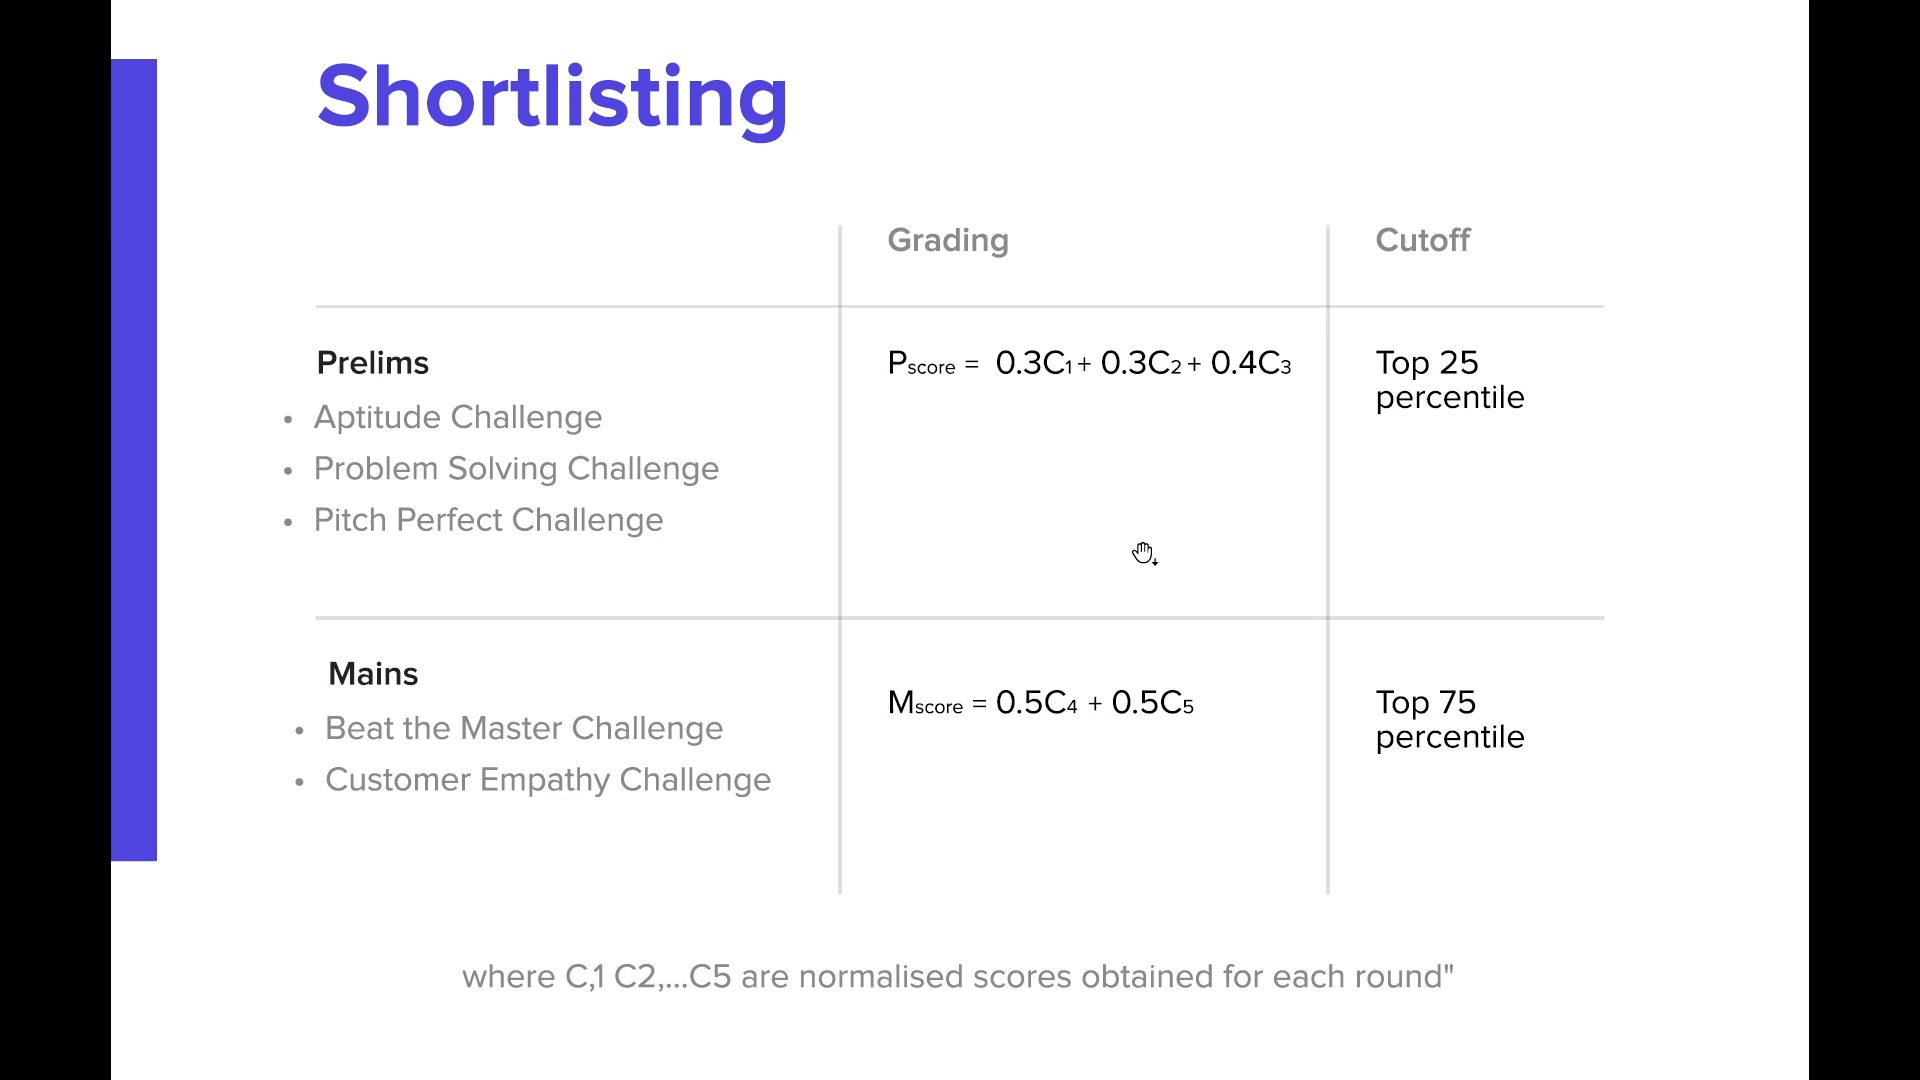 Shortlisting
Grading
Cutoff
Prelims
• Aptitude Challenge
• Problem Solving Challenge
• Pitch Perfect Challenge
Pscore = 0.3C1 + 0.3C2 + 0.4C3
Top 25
percentile
Mains
• Beat the Master Challenge
• Customer Empathy Challenge
Mscore = 0.5C4 + 0.5C5
Top 75
percentile
where C,1 C2,...C5 are normalised scores obtained for each round"